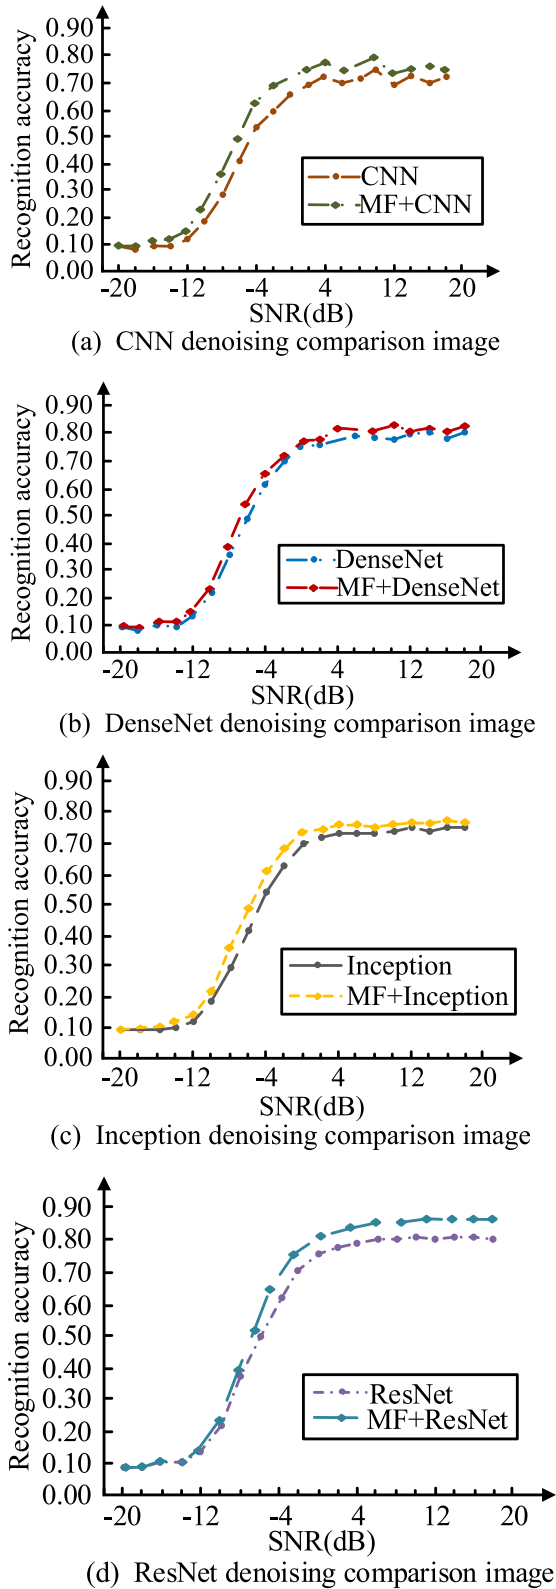 Recognition accuracy
0.90
0.80
0.70
0.60
0.50
0.40
0.30
0.20
0.10
0.00
CNN
MF+CNN
-20 -12 -4 4 12 20
SNR(dB)
(a) CNN denoising comparison image
Recognition accuracy
0.90
0.80
0.70
0.60
0.50
0.40
0.30
0.20
0.10
0.00
DenseNet
MF+DenseNet
-20 -12 -4 4 12 20
SNR(dB)
(b) DenseNet denoising comparison image
Recognition accuracy
0.90
0.80
0.70
0.60
0.50
0.40
0.30
0.20
0.10
0.00
Inception
MF+Inception
-20 -12 -4 4 12 20
SNR(dB)
(c) Inception denoising comparison image
Recognition accuracy
0.90
0.80
0.70
0.60
0.50
0.40
0.30
0.20
0.10
0.00
ResNet
MF+ResNet
-20 -12 -4 4 12 20
SNR(dB)
(d) ResNet denoising comparison image